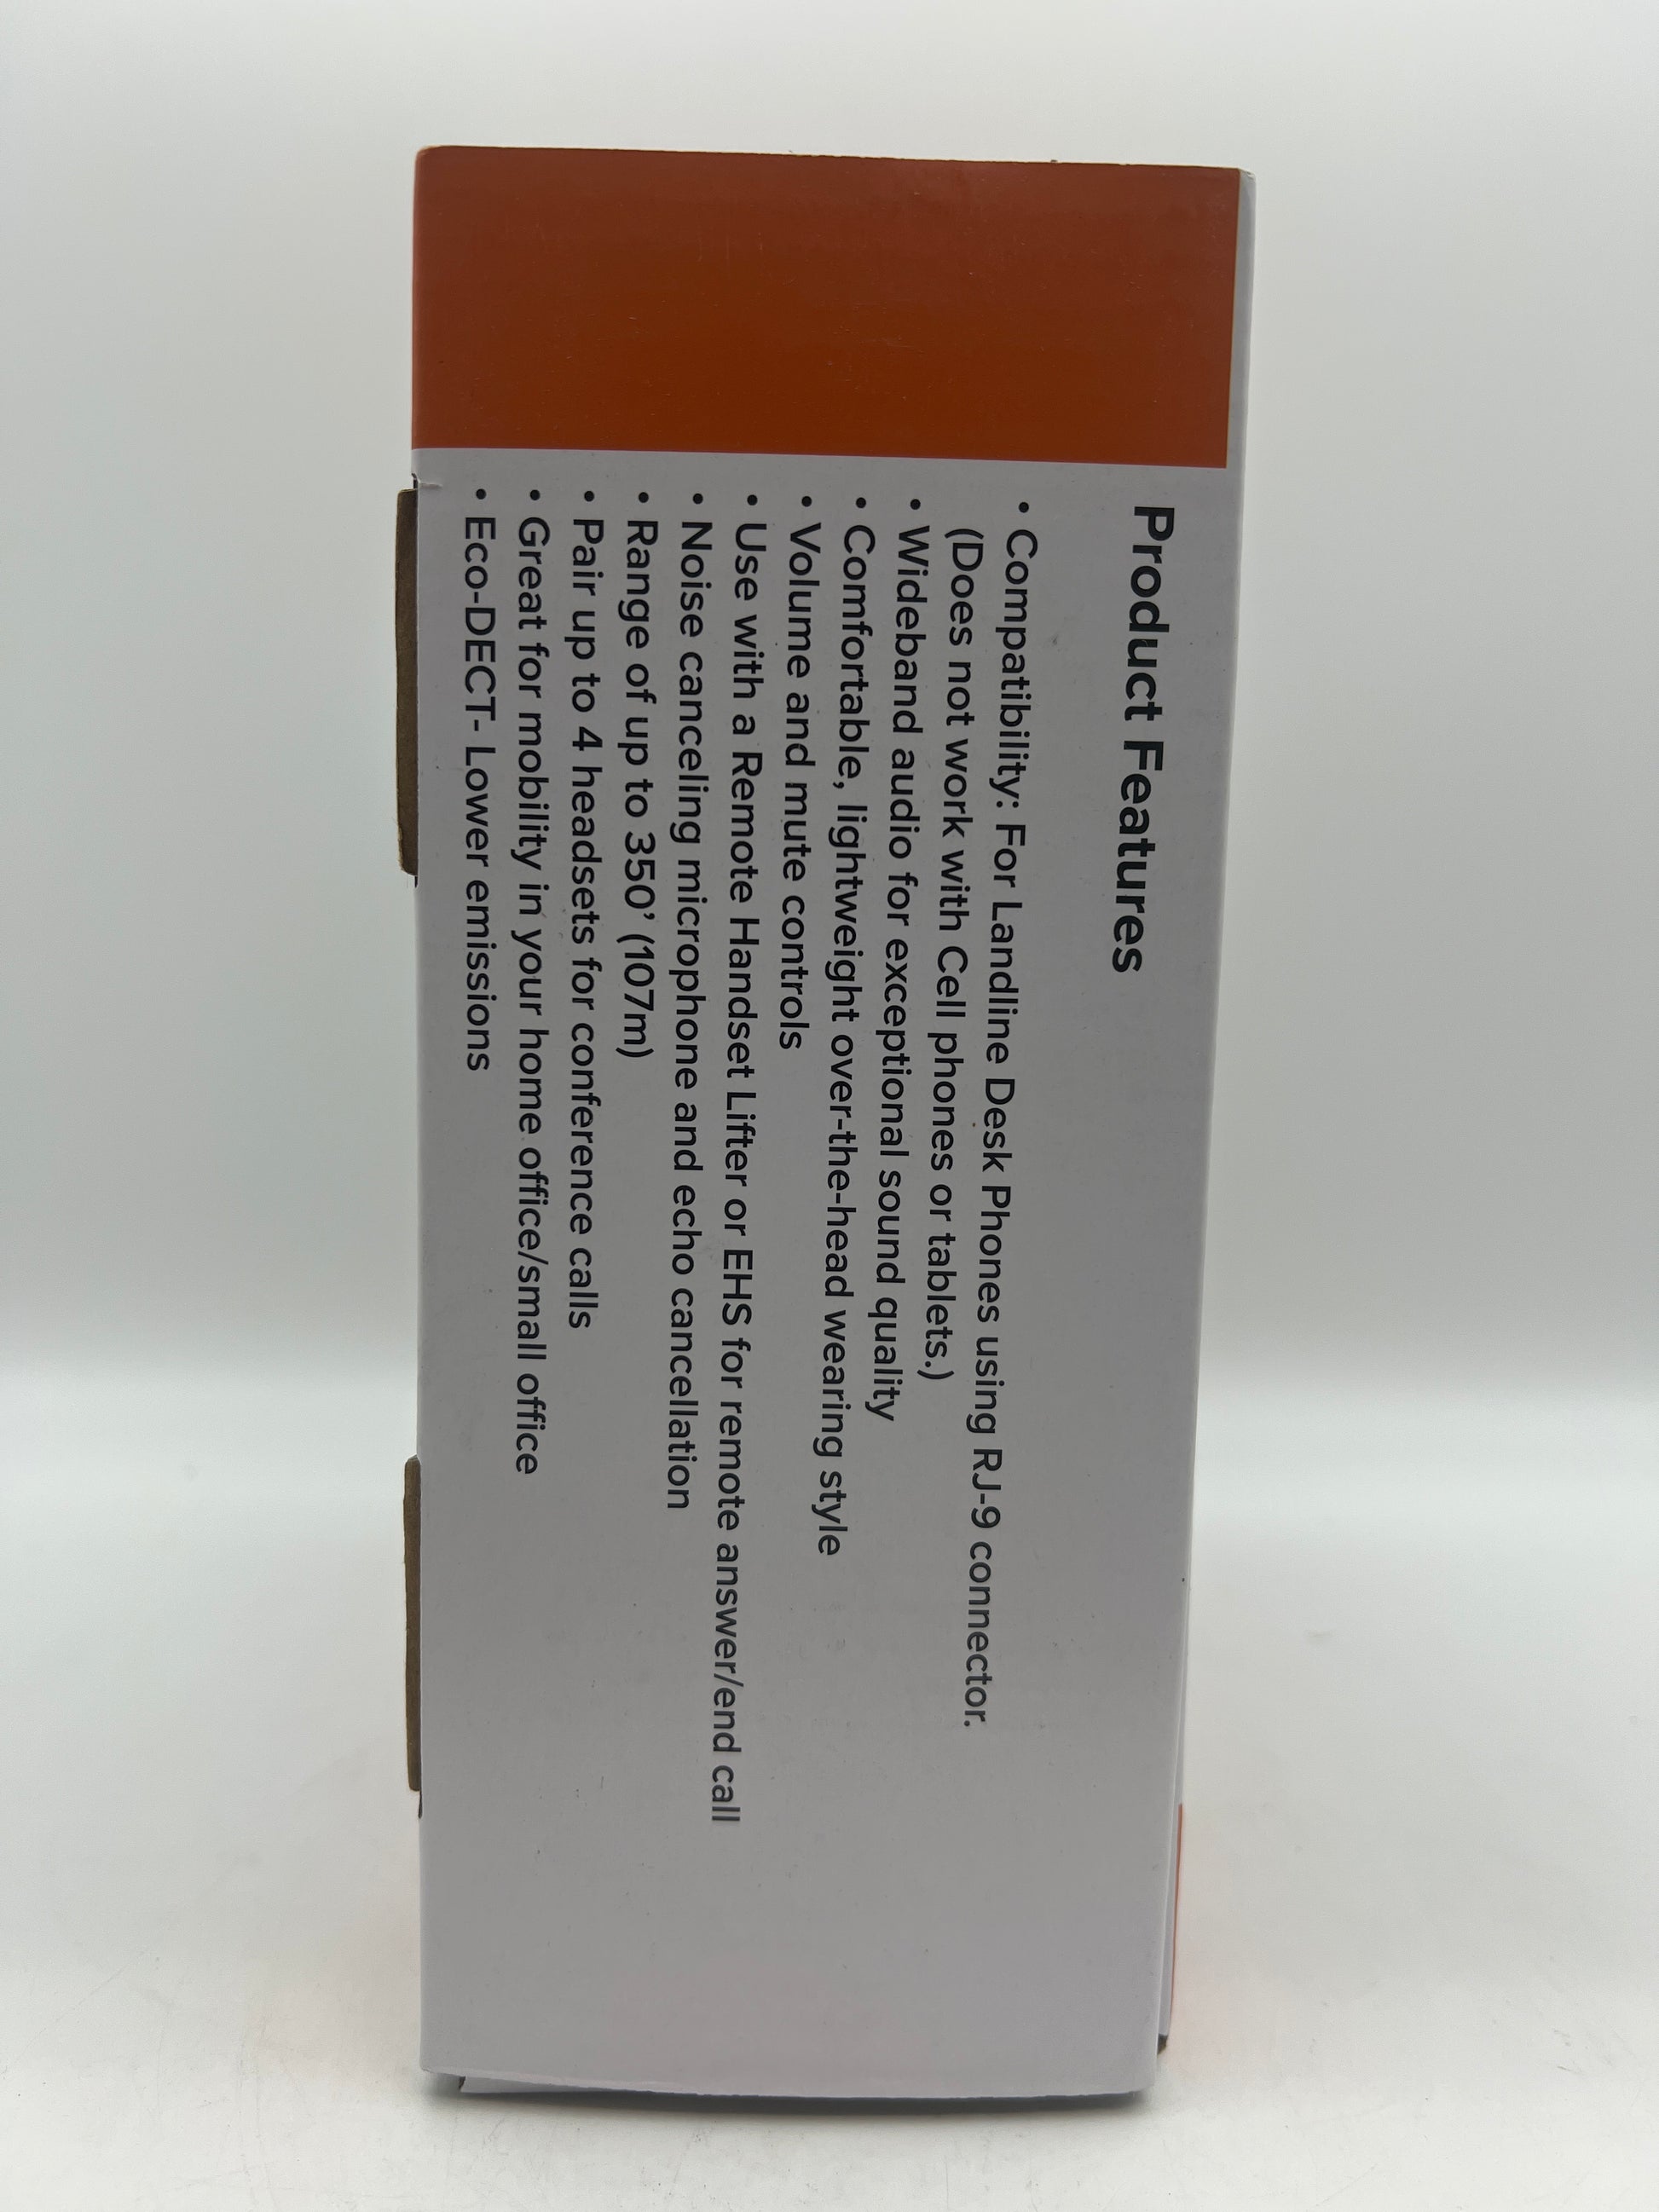 Product Features
• Compatibility: For Landline Desk Phones using RJ-9 connector.
(Does not work with Cell phones or tablets.)
• Wideband audio for exceptional sound quality
• Comfortable, lightweight over-the-head wearing style
• Volume and mute controls
• Use with a Remote Handset Lifter or EHS for remote answer/end call
• Noise canceling microphone and echo cancellation
• Range of up to 350’ (107m)
• Pair up to 4 headsets for conference calls
• Great for mobility in your home office/small office
• Eco-DECT- Lower emissions